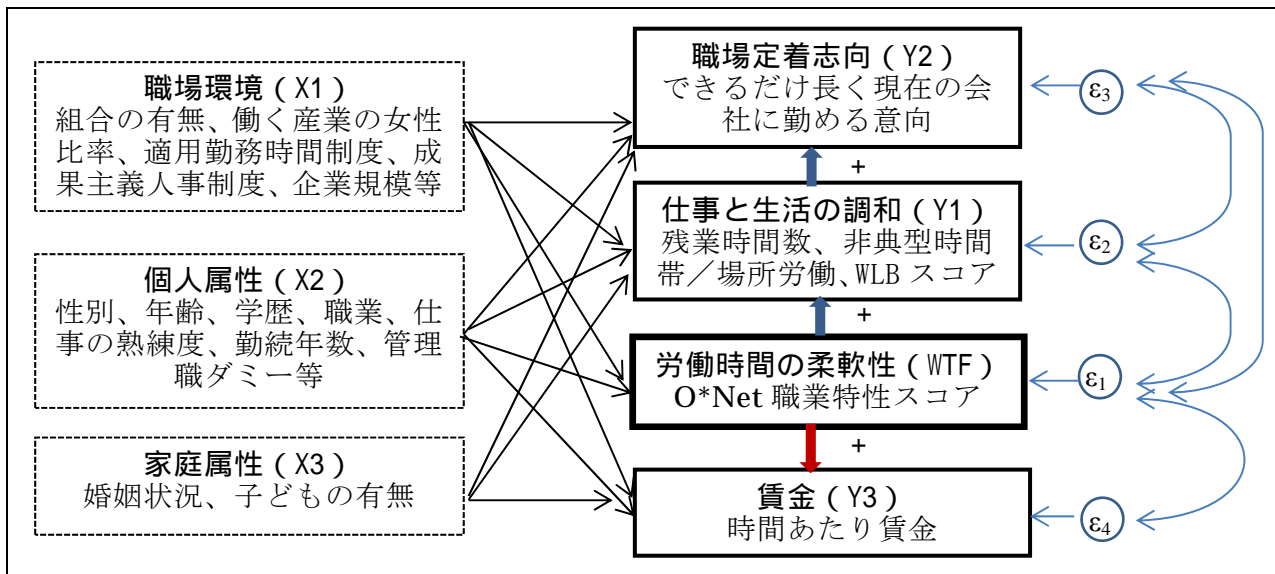 職場環境（X1）
組合の有無、働く産業の女性
比率、適用勤務時間制度、成
果主義人事制度、企業規模等
個人属性（X2）
性別、年齢、学歴、職業、仕
事の熟練度、勤続年数、管理
職ダミー等
家庭属性（X3）
婚姻状況、子どもの有無
職場定着志向（Y2）
できるだけ長く現在の会
社に勤める意向
+
仕事と生活の調和（Y1）
残業時間数、非典型時間
帯／場所労働、WLB スコア
+
労働時間の柔軟性（WTF）
O*Net 職業特性スコア
+
賃金（Y3）
時間あたり賃金
ε3
ε2
ε1
ε4